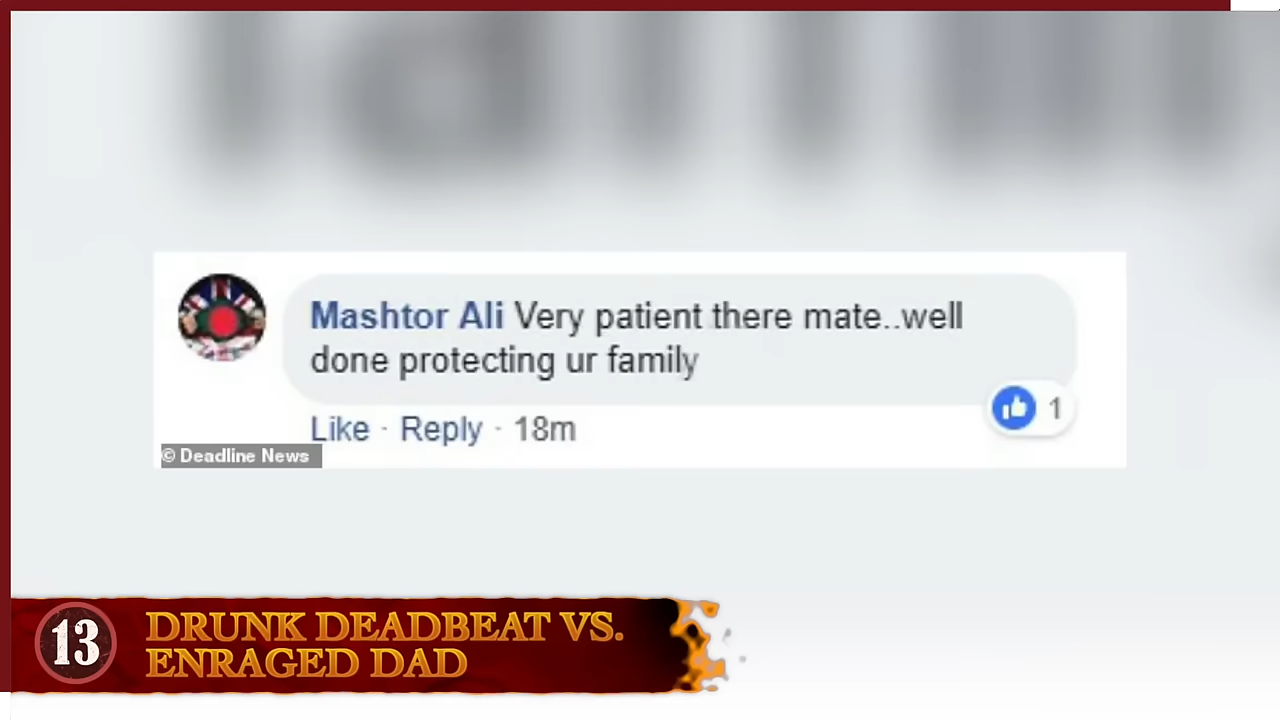 Mashtor Ali Very patient there mate..well
done protecting ur family
Like · Reply · 18m
1
© Deadline News
13
DRUNK DEADBEAT VS.
ENRAGED DAD